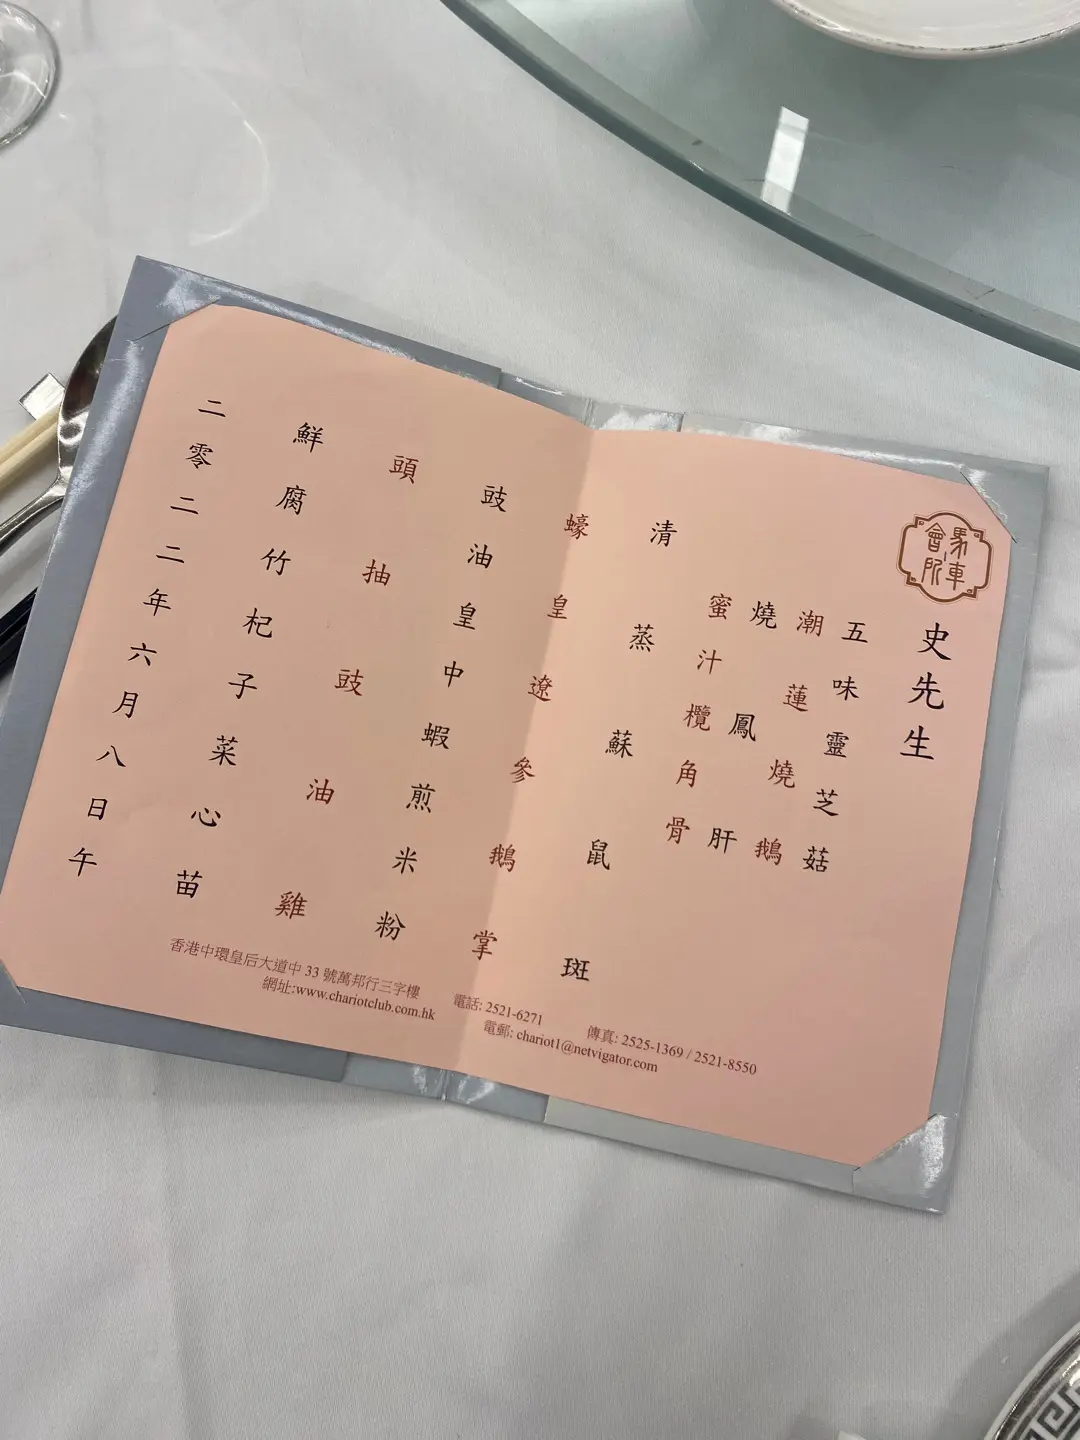 馬車會所
史先生
五味靈芝菇
潮蓮燒鵝
燒鳳肝
蜜汁欖角骨
清蒸蘇鼠斑
蠔皇遼參鵝掌
豉油皇中蝦煎米粉
頭抽豉油雞
鮮腐竹杞子菜心苗
二零二二年六月八日午
香港中環皇后大道中 33 號萬邦行三字樓 電話: 2521-6271 傳真: 2525-1369 / 2521-8550
網址:www.chariotclub.com.hk 電郵: chariot1@netvigator.com